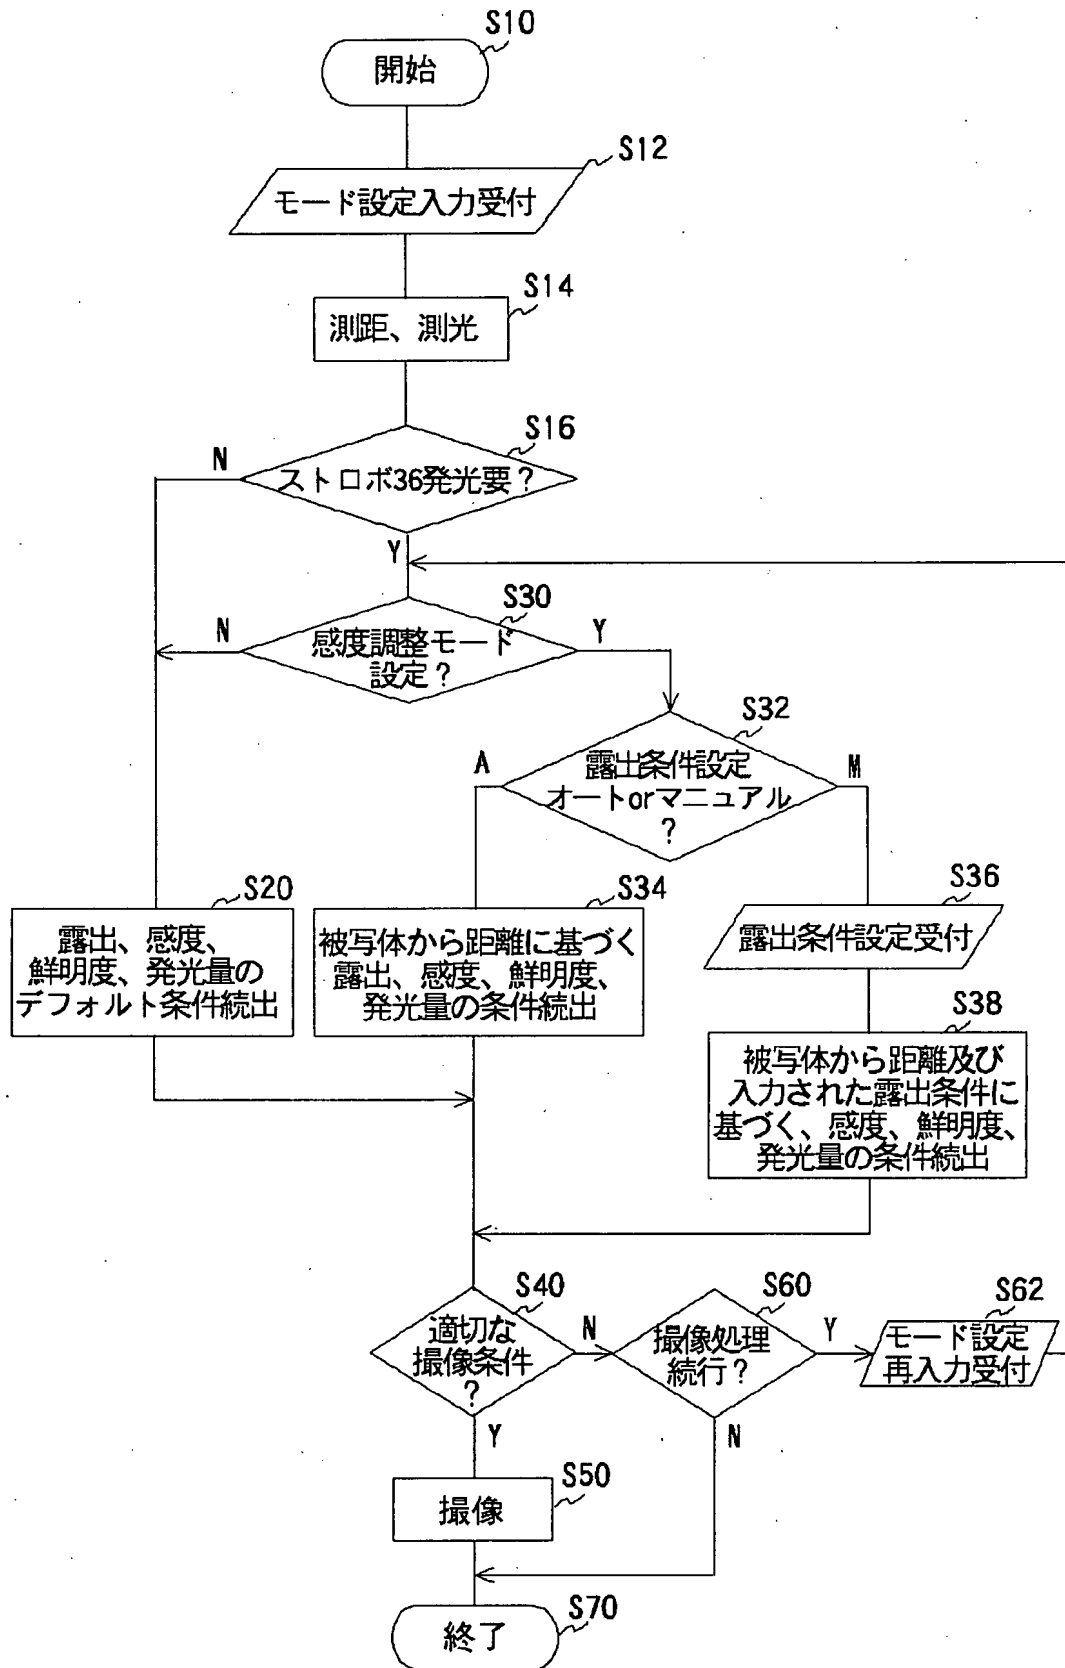 S10
開始
S12
モード設定入力受付
S14
測距、測光
S16
N
ストロボ36発光要？
Y
S30
N
感度調整モード
設定？
Y
S32
A
露出条件設定
オートorマニュアル
？
M
S20
露出、感度、
鮮明度、発光量の
デフォルト条件続出
S34
被写体から距離に基づく
露出、感度、鮮明度、
発光量の条件続出
S36
露出条件設定受付
S38
被写体から距離及び
入力された露出条件に
基づく、感度、鮮明度、
発光量の条件続出
S40
適切な
撮像条件
？
N
Y
S60
撮像処理
続行？
Y
N
S62
モード設定
再入力受付
S50
撮像
S70
終了